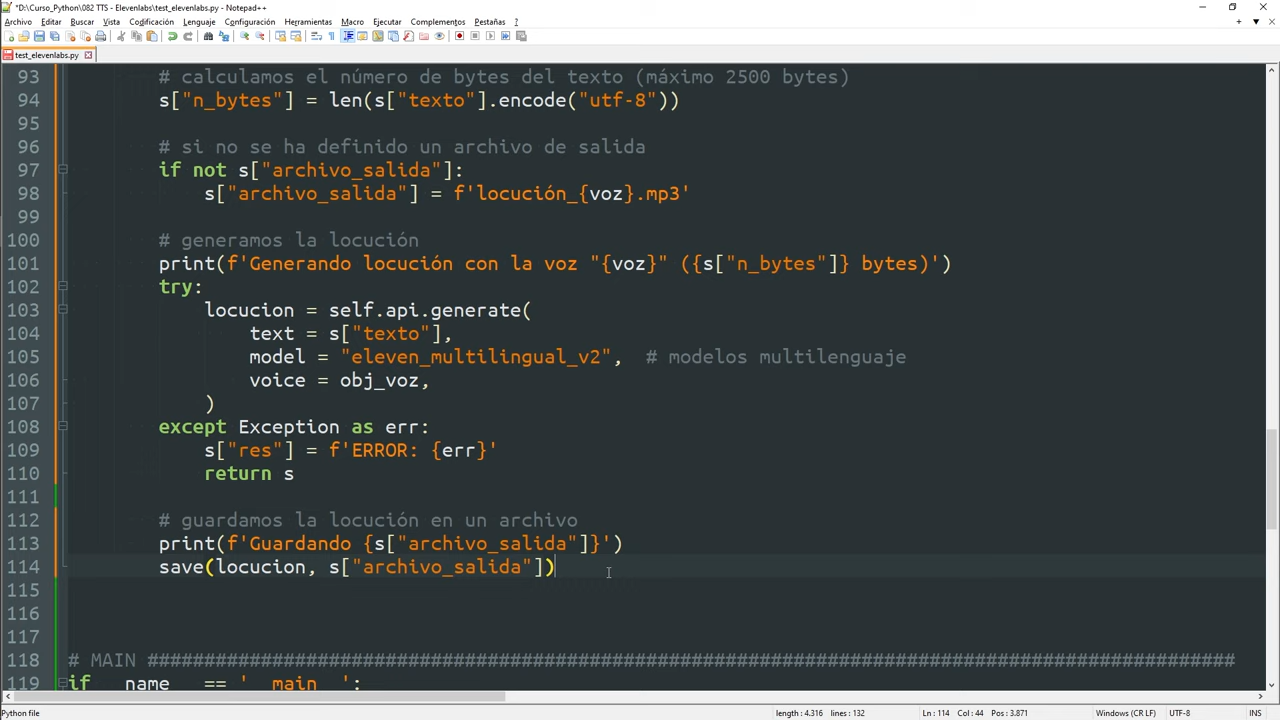 *D:\Curso_Python\082 TTS - Elevenlabs\test_elevenlabs.py - Notepad++
Archivo Editar Buscar Vista Codificación Lenguaje Configuración Herramientas Macro Ejecutar Complementos Pestañas ?
test_elevenlabs.py
93 # calculamos el número de bytes del texto (máximo 2500 bytes)
94 s["n_bytes"] = len(s["texto"].encode("utf-8"))
95
96 # si no se ha definido un archivo de salida
97 if not s["archivo_salida"]:
98 s["archivo_salida"] = f'locución_{voz}.mp3'
99
100 # generamos la locución
101 print(f'Generando locución con la voz "{voz}" ({s["n_bytes"]} bytes)')
102 try:
103 locucion = self.api.generate(
104 text = s["texto"],
105 model = "eleven_multilingual_v2", # modelos multilenguaje
106 voice = obj_voz,
107 )
108 except Exception as err:
109 s["res"] = f'ERROR: {err}'
110 return s
111
112 # guardamos la locución en un archivo
113 print(f'Guardando {s["archivo_salida"]}')
114 save(locucion, s["archivo_salida"])
115
116
117
118 # MAIN ################################################################################################
119 if __name__ == '__main__':
Python file length : 4.316 lines : 132 Ln : 114 Col : 44 Pos : 3.871 Windows (CR LF) UTF-8 INS